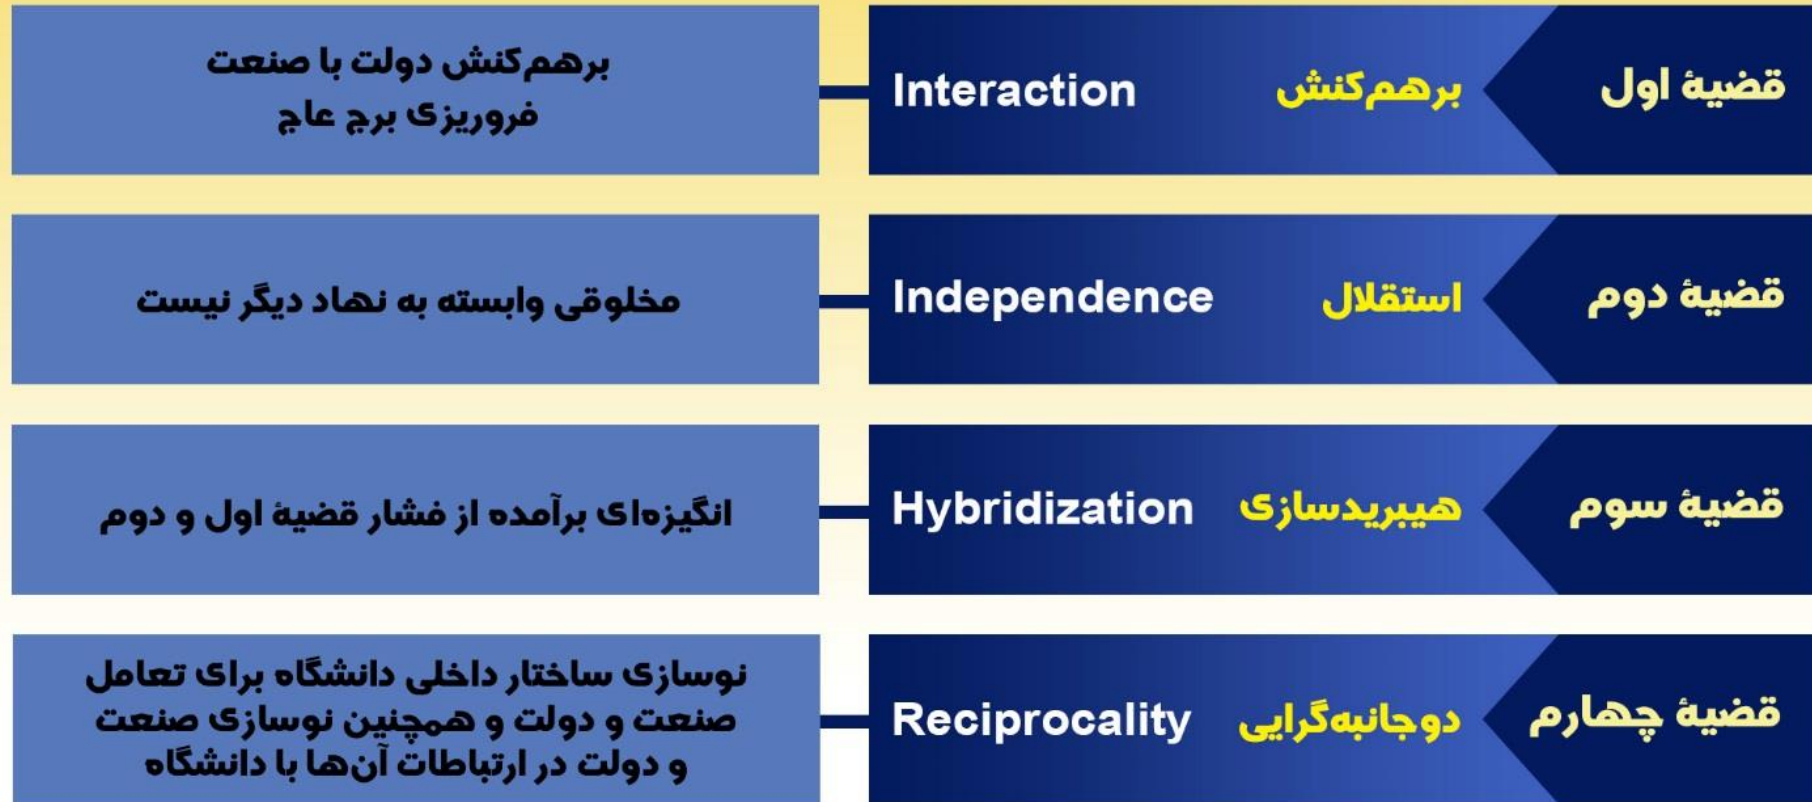 قضیهٔ اول
برهم‌کنش
Interaction
برهم‌کنش دولت با صنعت
فروریزی برج عاج
قضیهٔ دوم
استقلال
Independence
مخلوقی وابسته به نهاد دیگر نیست
قضیهٔ سوم
هیبریدسازی
Hybridization
انگیزه‌ای برآمده از فشار قضیهٔ اول و دوم
قضیهٔ چهارم
دوجانبه‌گرایی
Reciprocality
نوسازی ساختار داخلی دانشگاه برای تعامل
صنعت و دولت و همچنین نوسازی صنعت
و دولت در ارتباطات آن‌ها با دانشگاه